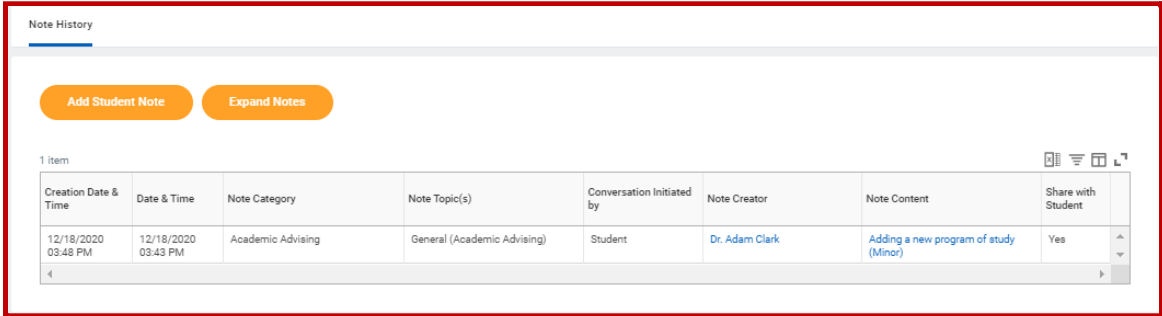 Note History
Add Student Note Expand Notes
1 item
Creation Date & Time Date & Time Note Category Note Topic(s) Conversation Initiated by Note Creator Note Content Share with Student
12/18/2020 03:48 PM 12/18/2020 03:43 PM Academic Advising General (Academic Advising) Student Dr. Adam Clark Adding a new program of study (Minor) Yes